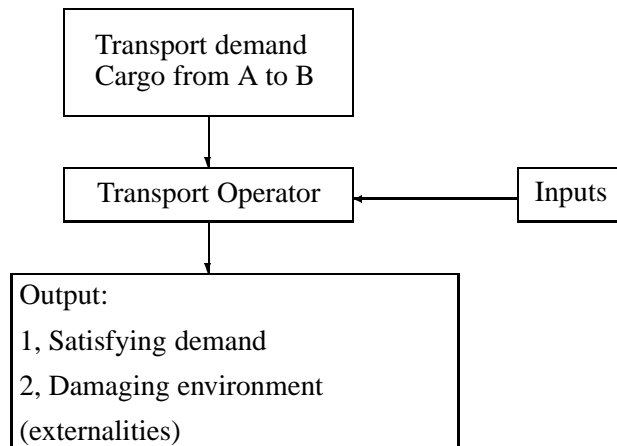 Transport demand
Cargo from A to B
Transport Operator
Inputs
Output:
1, Satisfying demand
2, Damaging environment
(externalities)